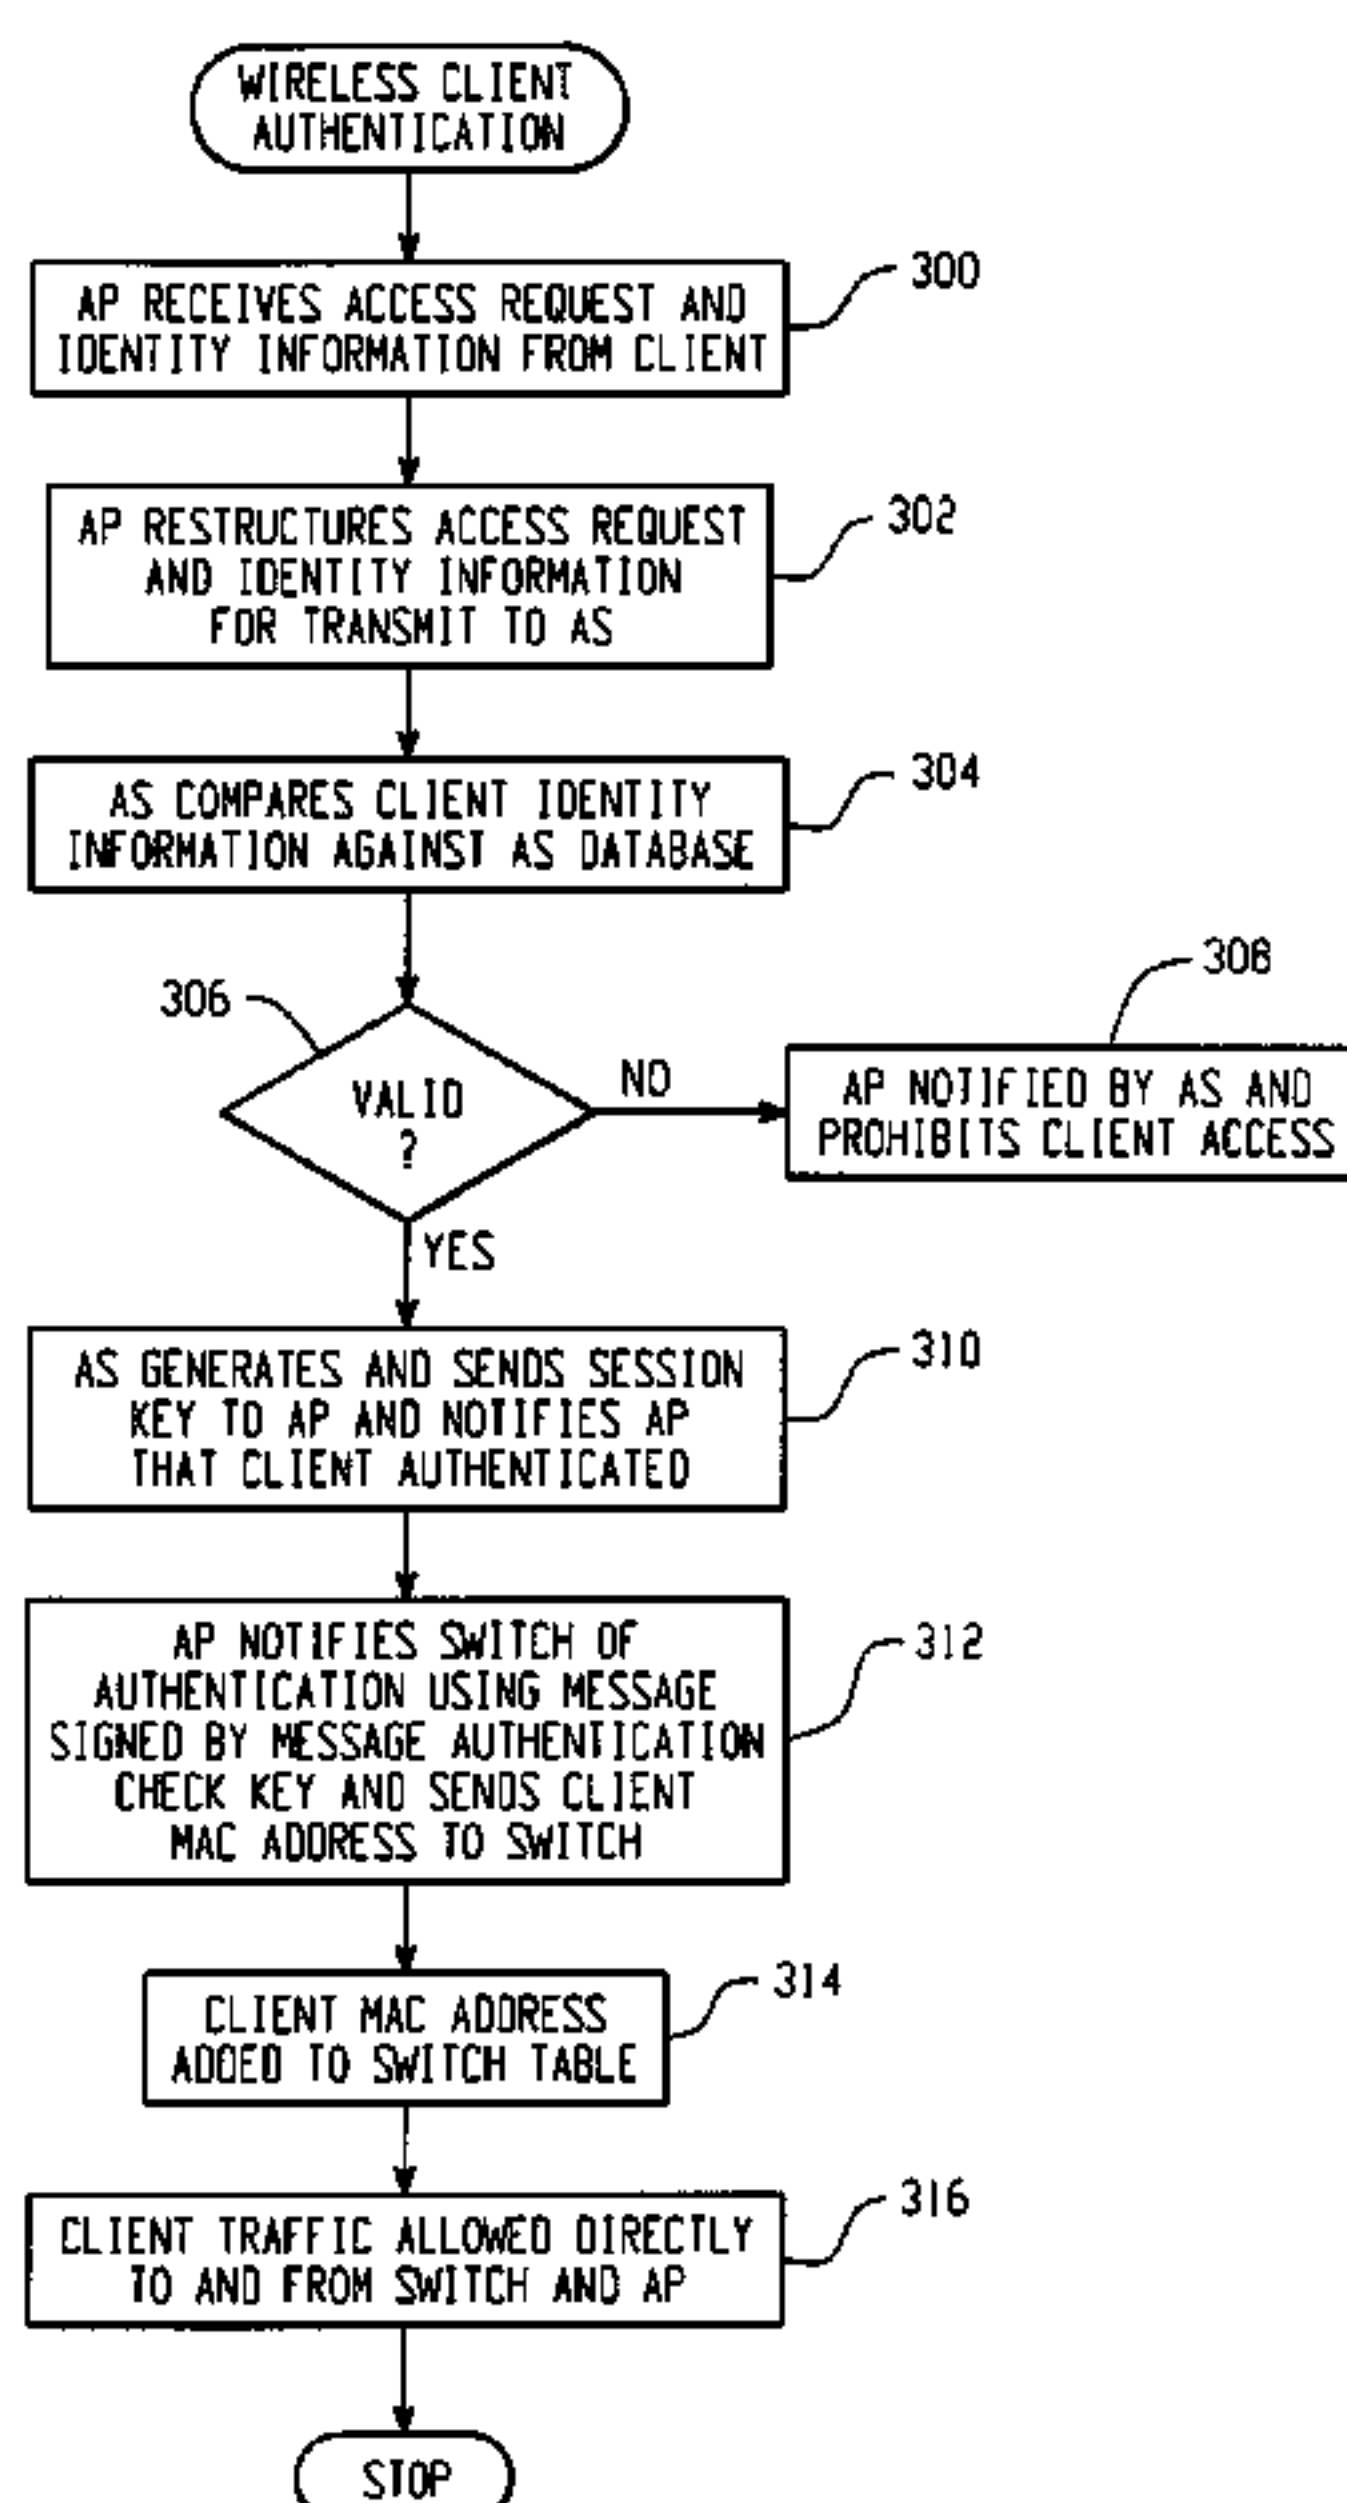 WIRELESS CLIENT
AUTHENTICATION
300
AP RECEIVES ACCESS REQUEST AND
IDENTITY INFORMATION FROM CLIENT
302
AP RESTRUCTURES ACCESS REQUEST
AND IDENTITY INFORMATION
FOR TRANSMIT TO AS
304
AS COMPARES CLIENT IDENTITY
INFORMATION AGAINST AS DATABASE
306
VALID
?
NO
308
AP NOTIFIED BY AS AND
PROHIBITS CLIENT ACCESS
YES
310
AS GENERATES AND SENDS SESSION
KEY TO AP AND NOTIFIES AP
THAT CLIENT AUTHENTICATED
312
AP NOTIFIES SWITCH OF
AUTHENTICATION USING MESSAGE
SIGNED BY MESSAGE AUTHENTICATION
CHECK KEY AND SENDS CLIENT
MAC ADDRESS TO SWITCH
314
CLIENT MAC ADDRESS
ADDED TO SWITCH TABLE
316
CLIENT TRAFFIC ALLOWED DIRECTLY
TO AND FROM SWITCH AND AP
STOP